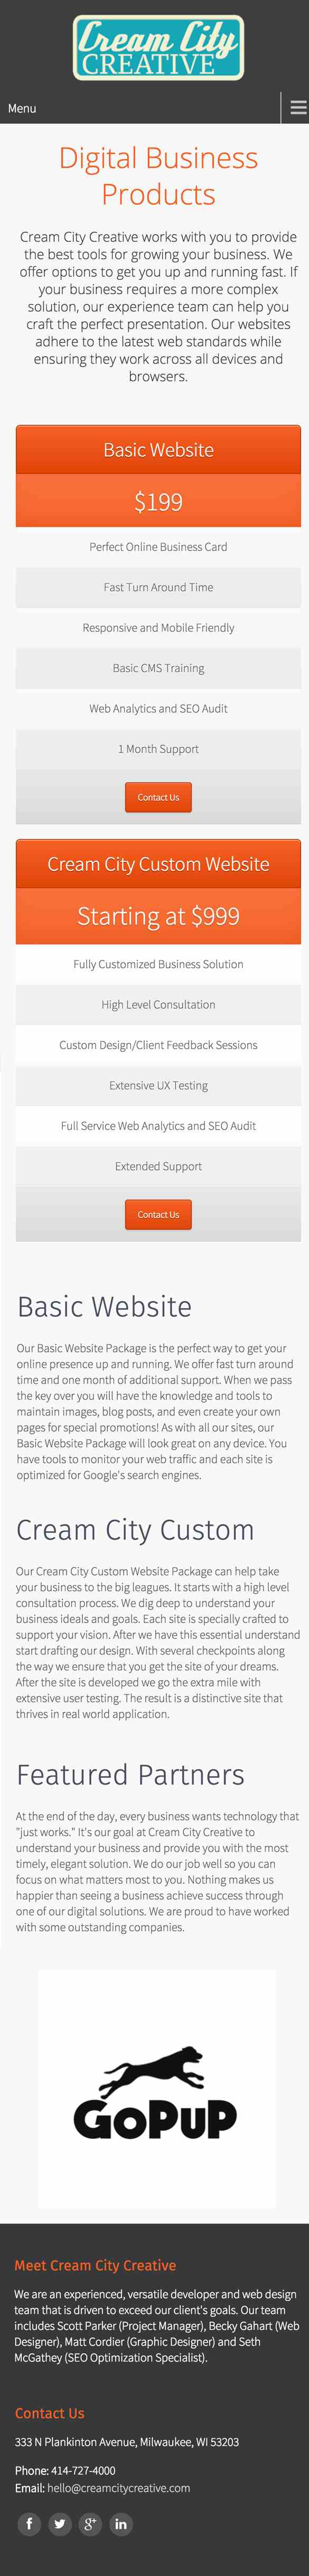 Cream City
CREATIVE
Menu
Digital Business
Products
Cream City Creative works with you to provide
the best tools for growing your business. We
offer options to get you up and running fast. If
your business requires a more complex
solution, our experience team can help you
craft the perfect presentation. Our websites
adhere to the latest web standards while
ensuring they work across all devices and
browsers.
Basic Website
$199
Perfect Online Business Card
Fast Turn Around Time
Responsive and Mobile Friendly
Basic CMS Training
Web Analytics and SEO Audit
1 Month Support
Contact Us
Cream City Custom Website
Starting at $999
Fully Customized Business Solution
High Level Consultation
Custom Design/Client Feedback Sessions
Extensive UX Testing
Full Service Web Analytics and SEO Audit
Extended Support
Contact Us
Basic Website
Our Basic Website Package is the perfect way to get your
online presence up and running. We offer fast turn around
time and one month of additional support. When we pass
the key over you will have the knowledge and tools to
maintain images, blog posts, and even create your own
pages for special promotions! As with all our sites, our
Basic Website Package will look great on any device. You
have tools to monitor your web traffic and each site is
optimized for Google's search engines.
Cream City Custom
Our Cream City Custom Website Package can help take
your business to the big leagues. It starts with a high level
consultation process. We dig deep to understand your
business ideals and goals. Each site is specially crafted to
support your vision. After we have this essential understand
start drafting our design. With several checkpoints along
the way we ensure that you get the site of your dreams.
After the site is developed we go the extra mile with
extensive user testing. The result is a distinctive site that
thrives in real world application.
Featured Partners
At the end of the day, every business wants technology that
"just works." It's our goal at Cream City Creative to
understand your business and provide you with the most
timely, elegant solution. We do our job well so you can
focus on what matters most to you. Nothing makes us
happier than seeing a business achieve success through
one of our digital solutions. We are proud to have worked
with some outstanding companies.
GoPuP
Meet Cream City Creative
We are an experienced, versatile developer and web design
team that is driven to exceed our client's goals. Our team
includes Scott Parker (Project Manager), Becky Gahart (Web
Designer), Matt Cordier (Graphic Designer) and Seth
McGathey (SEO Optimization Specialist).
Contact Us
333 N Plankinton Avenue, Milwaukee, WI 53203
Phone: 414-727-4000
Email: hello@creamcitycreative.com